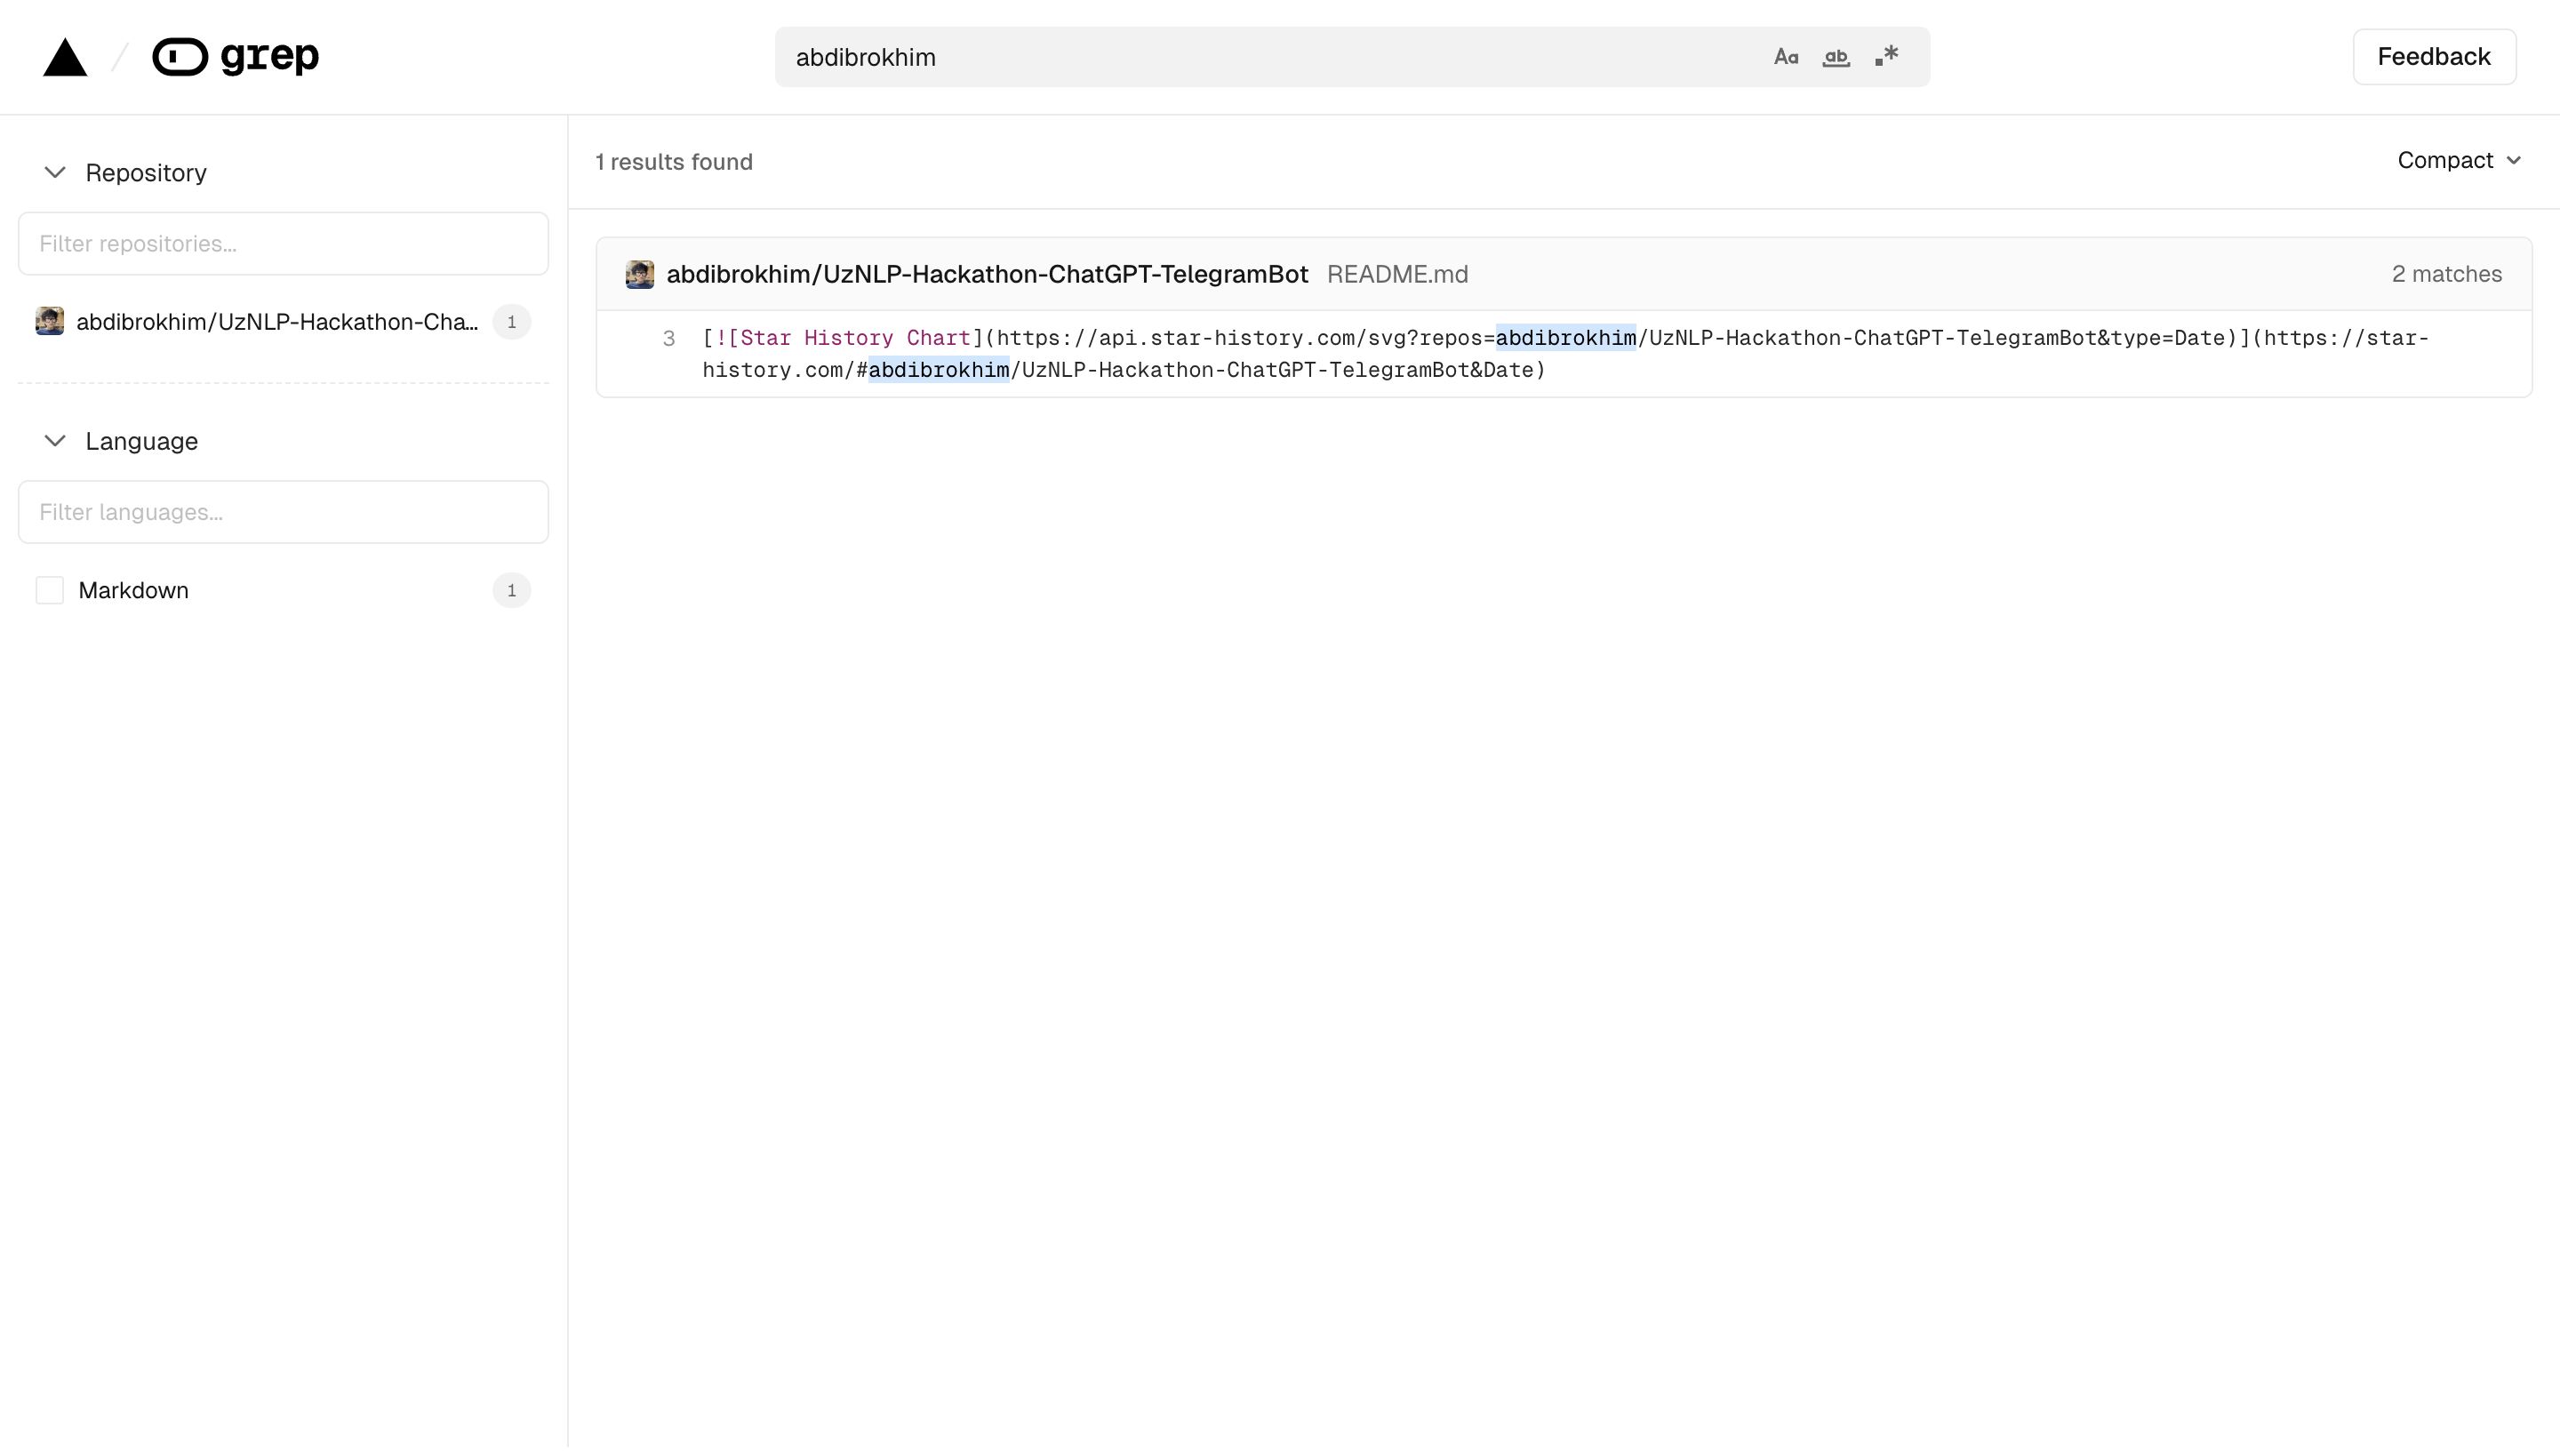 grep
abdibrokhim
Aa
ab
.*
Feedback
Repository
Filter repositories...
abdibrokhim/UzNLP-Hackathon-Cha...
1
Language
Filter languages...
Markdown
1
1 results found
Compact
abdibrokhim/UzNLP-Hackathon-ChatGPT-TelegramBot README.md
2 matches
3 [![Star History Chart](https://api.star-history.com/svg?repos=abdibrokhim/UzNLP-Hackathon-ChatGPT-TelegramBot&type=Date)](https://star-
history.com/#abdibrokhim/UzNLP-Hackathon-ChatGPT-TelegramBot&Date)